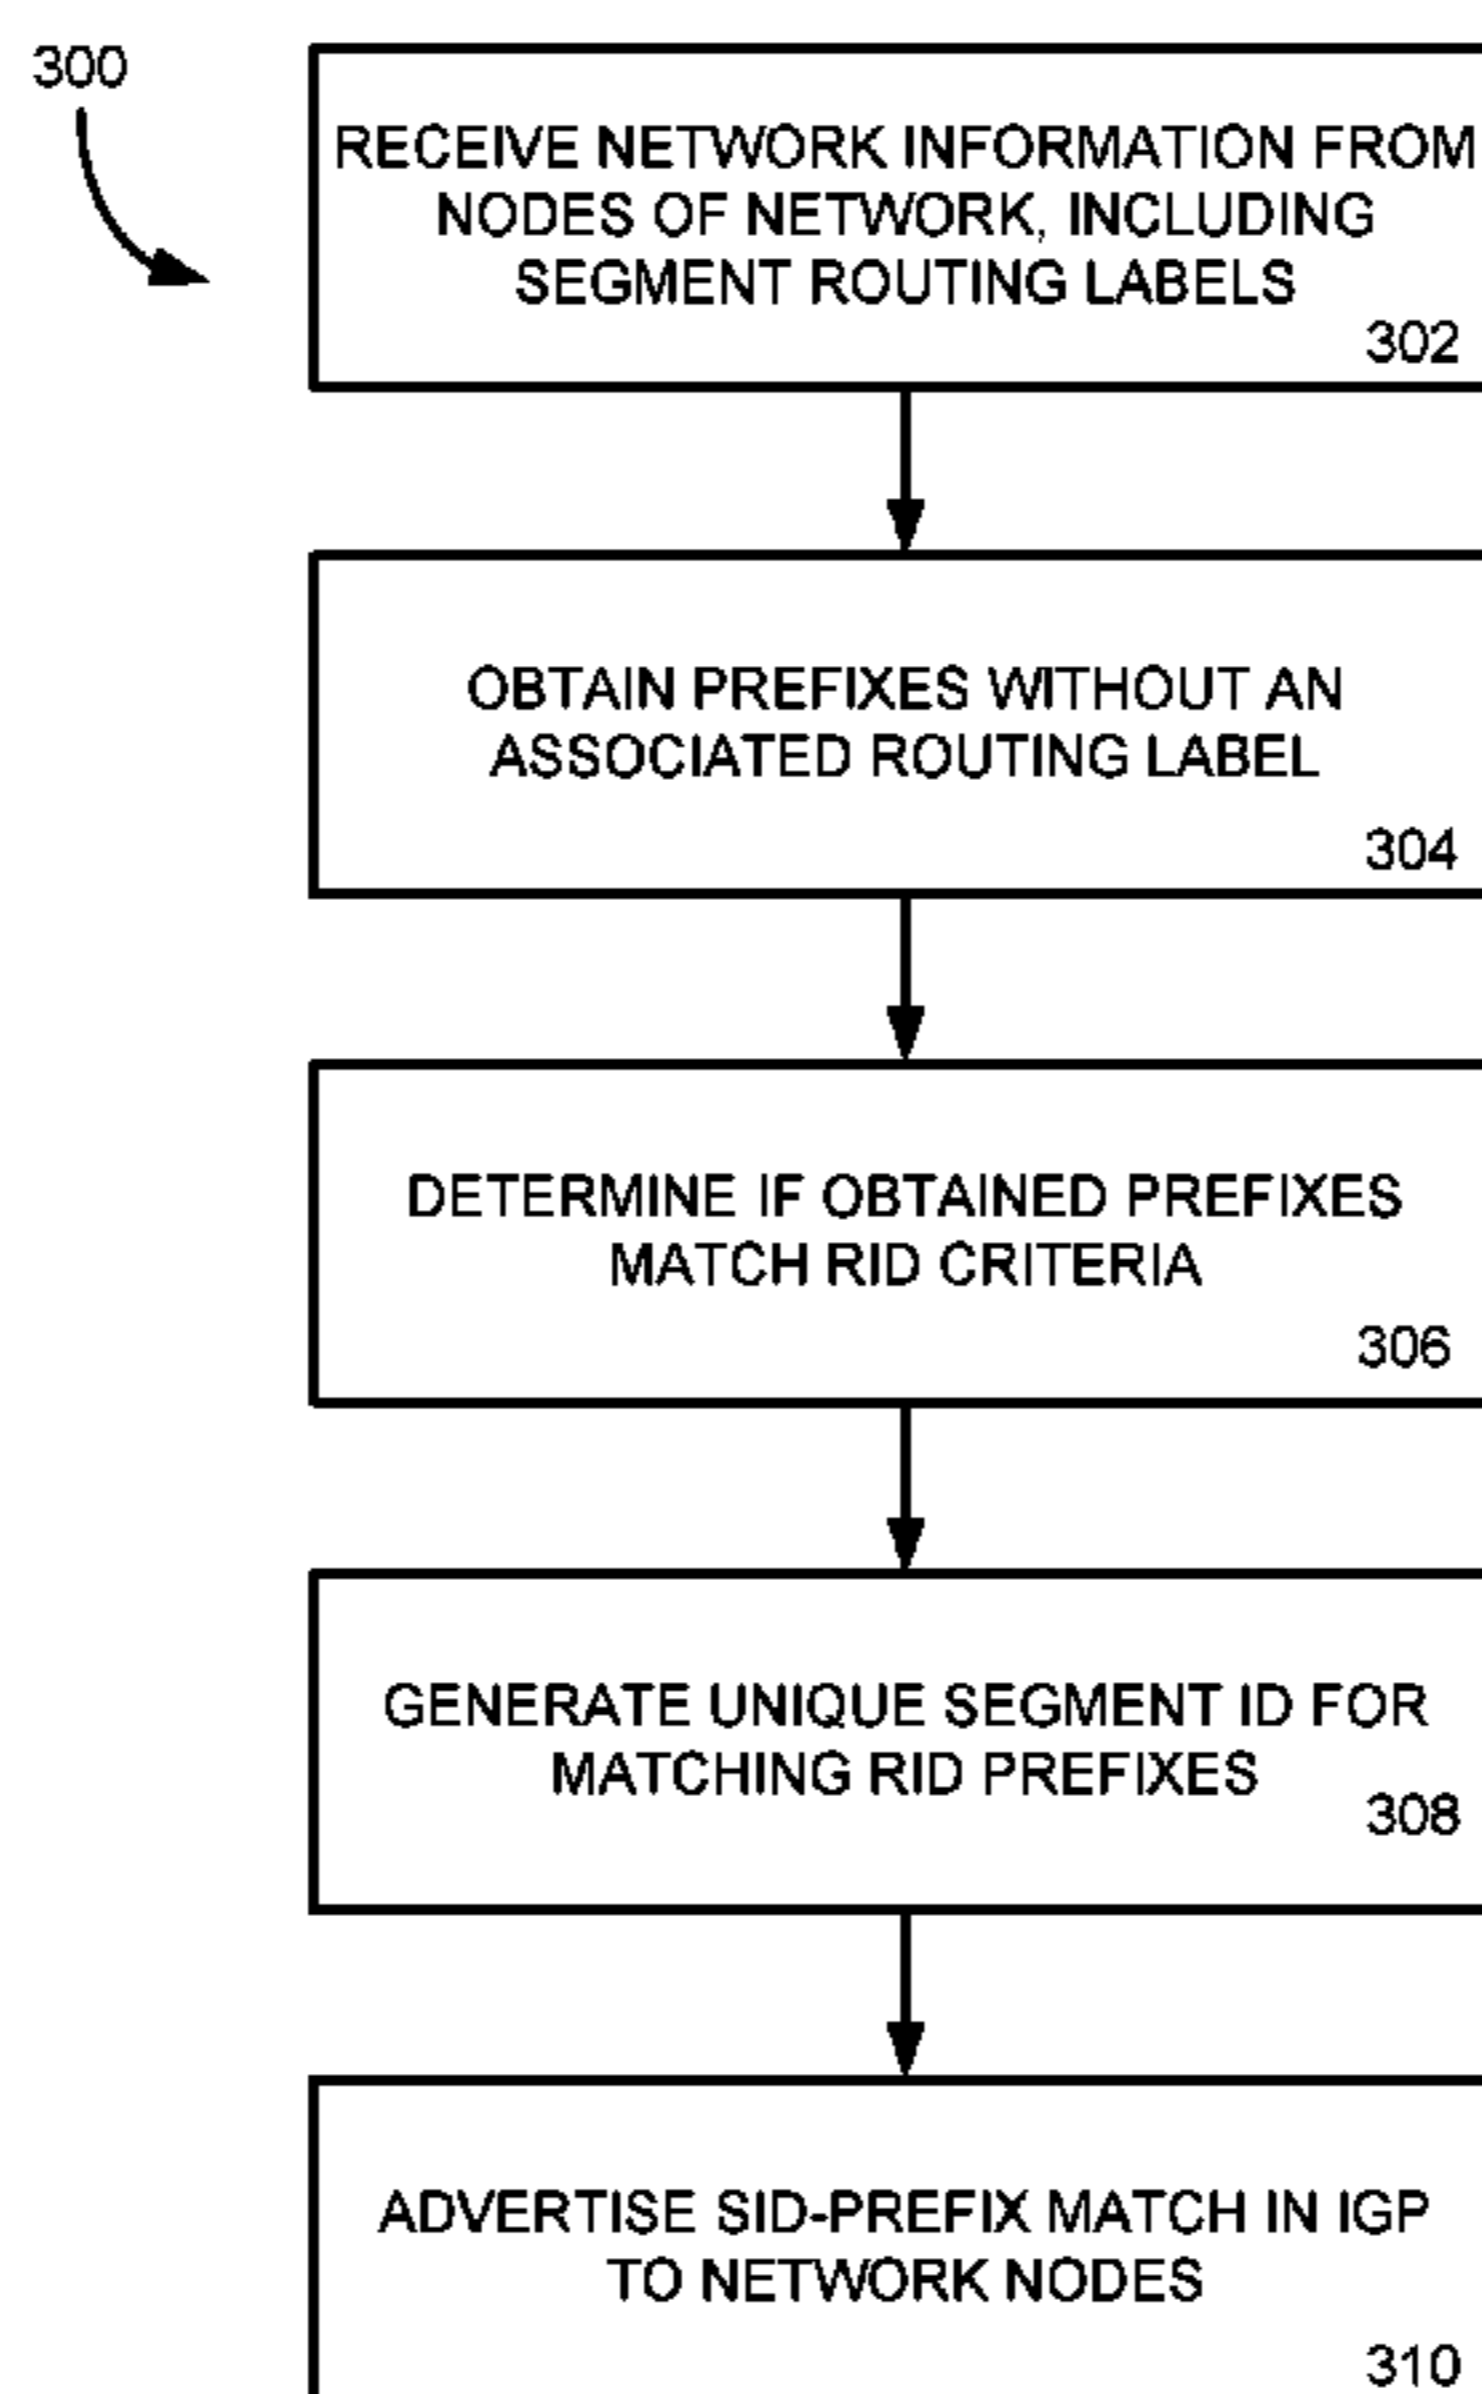 300
RECEIVE NETWORK INFORMATION FROM
NODES OF NETWORK, INCLUDING
SEGMENT ROUTING LABELS
302
OBTAIN PREFIXES WITHOUT AN
ASSOCIATED ROUTING LABEL
304
DETERMINE IF OBTAINED PREFIXES
MATCH RID CRITERIA
306
GENERATE UNIQUE SEGMENT ID FOR
MATCHING RID PREFIXES
308
ADVERTISE SID-PREFIX MATCH IN IGP
TO NETWORK NODES
310